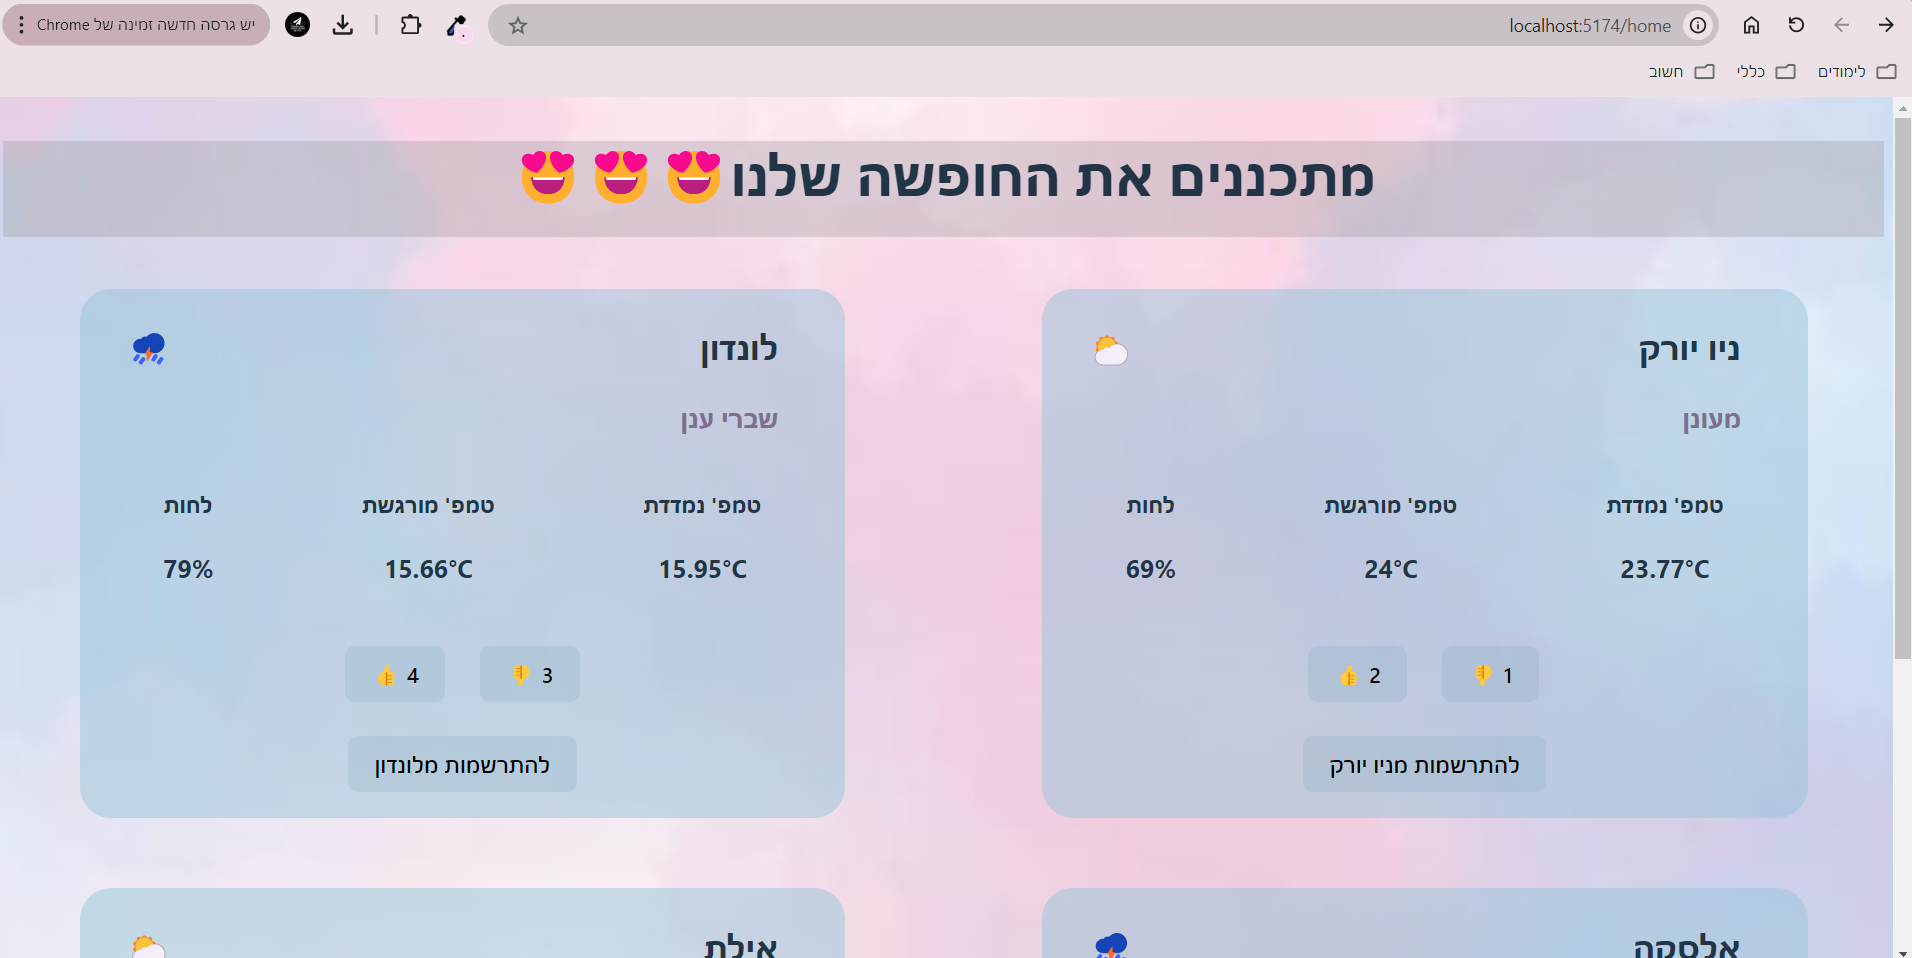 יש גרסה חדשה זמינה של Chrome
localhost:5174/home
לימודים
כללי
חשוב
מתכננים את החופשה שלנו😍 😍 😍
ניו יורק
מעונן
טמפ' נמדדת
טמפ' מורגשת
לחות
23.77°C
24°C
69%
👎 1
👍 2
להתרשמות מניו יורק
לונדון
שברי ענן
טמפ' נמדדת
טמפ' מורגשת
לחות
15.95°C
15.66°C
79%
👎 3
👍 4
להתרשמות מלונדון
אלסקה
אילת